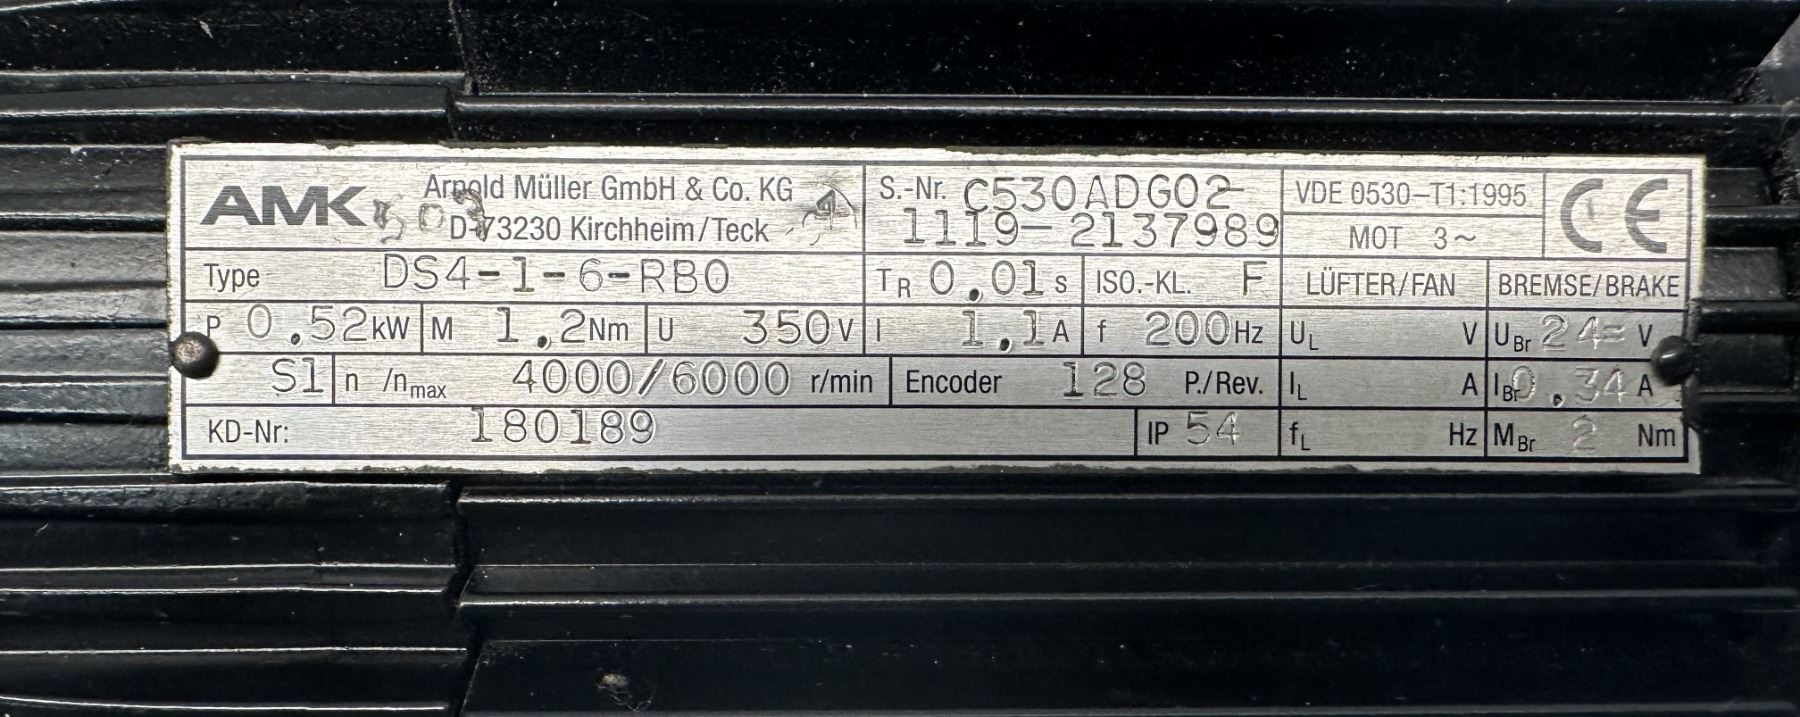 AMK Arnold Müller GmbH & Co. KG
D-73230 Kirchheim/Teck
S.-Nr. C530ADG02
1119-2137989
VDE 0530-T1:1995
MOT 3~
CE
Type DS4-1-6-RB0
TR 0,01 s
ISO.-KL. F
LÜFTER/FAN
BREMSE/BRAKE
P 0,52 kW M 1,2 Nm U 350 V I 1,1 A f 200 Hz UL V UBr 24= V
S1 n /nmax 4000/6000 r/min Encoder 128 P./Rev. IL A IBr 0,34 A
KD-Nr: 180189 IP 54 fL Hz MBr 2 Nm